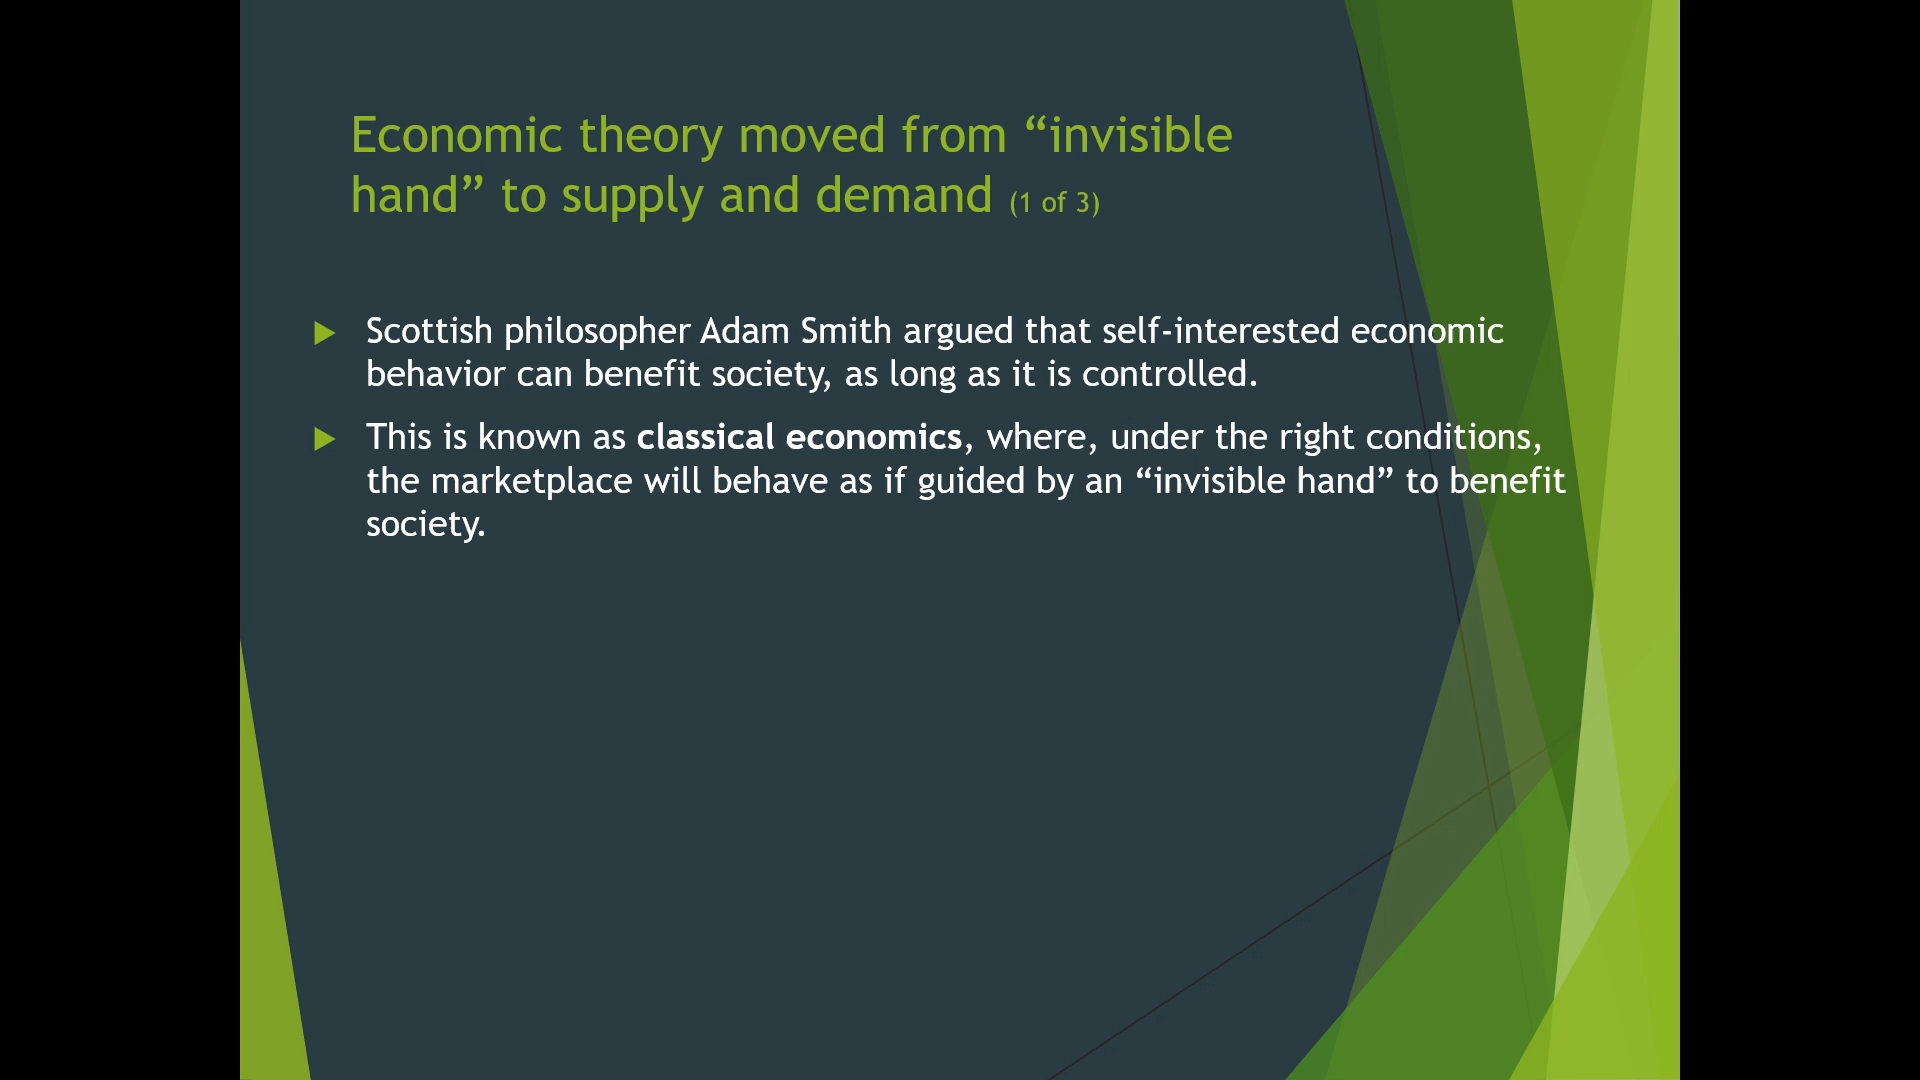 Economic theory moved from “invisible
hand” to supply and demand (1 of 3)
Scottish philosopher Adam Smith argued that self-interested economic
behavior can benefit society, as long as it is controlled.
This is known as classical economics, where, under the right conditions,
the marketplace will behave as if guided by an “invisible hand” to benefit
society.